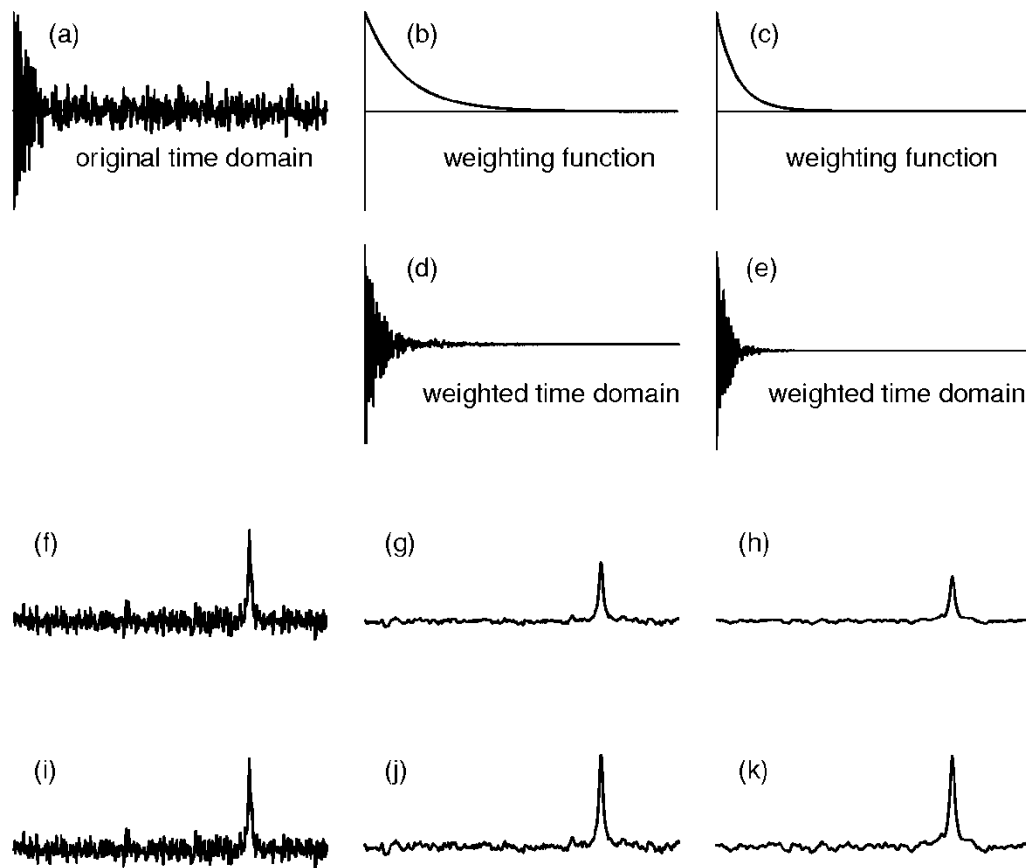 (a)
(b)
(c)
original time domain
weighting function
weighting function
(d)
(e)
weighted time domain
weighted time domain
(f)
(g)
(h)
(i)
(j)
(k)